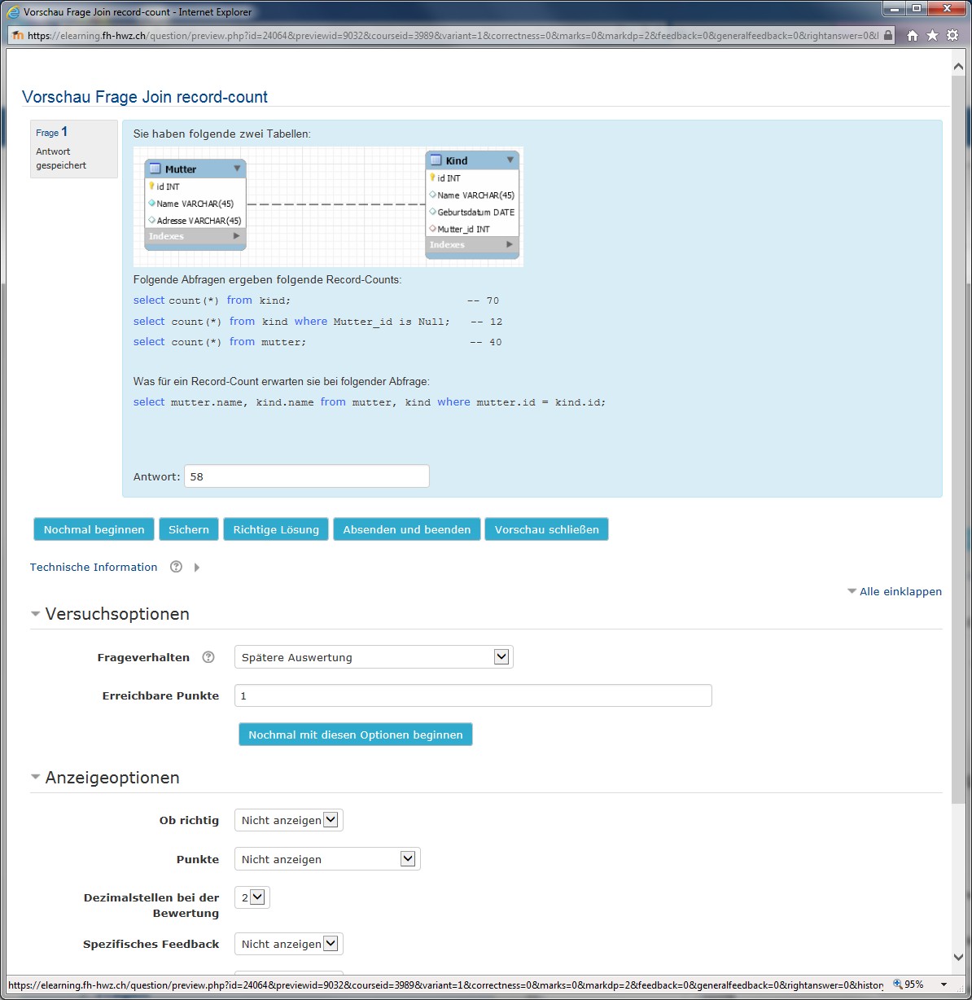 Vorschau Frage Join record-count - Internet Explorer
https://elearning.fh-hwz.ch/question/preview.php?id=24064&previewid=9032&courseid=3989&variant=1&correctness=0&marks=0&markdp=2&feedback=0&generalfeedback=0&rightanswer=0&
Vorschau Frage Join record-count
Frage 1
Antwort
gespeichert
Sie haben folgende zwei Tabellen:
Mutter
id INT
Name VARCHAR(45)
Adresse VARCHAR(45)
Indexes
Kind
id INT
Name VARCHAR(45)
Geburtsdatum DATE
Mutter_id INT
Indexes
Folgende Abfragen ergeben folgende Record-Counts:
select count(*) from kind; -- 70
select count(*) from kind where Mutter_id is Null; -- 12
select count(*) from mutter; -- 40
Was für ein Record-Count erwarten sie bei folgender Abfrage:
select mutter.name, kind.name from mutter, kind where mutter.id = kind.id;
Antwort: 58
Nochmal beginnen Sichern Richtige Lösung Absenden und beenden Vorschau schließen
Technische Information
Alle einklappen
Versuchsoptionen
Frageverhalten Spätere Auswertung
Erreichbare Punkte 1
Nochmal mit diesen Optionen beginnen
Anzeigeoptionen
Ob richtig Nicht anzeigen
Punkte Nicht anzeigen
Dezimalstellen bei der Bewertung 2
Spezifisches Feedback Nicht anzeigen
https://elearning.fh-hwz.ch/question/preview.php?id=24064&previewid=9032&courseid=3989&variant=1&correctness=0&marks=0&markdp=2&feedback=0&generalfeedback=0&rightanswer=0&histor
95%